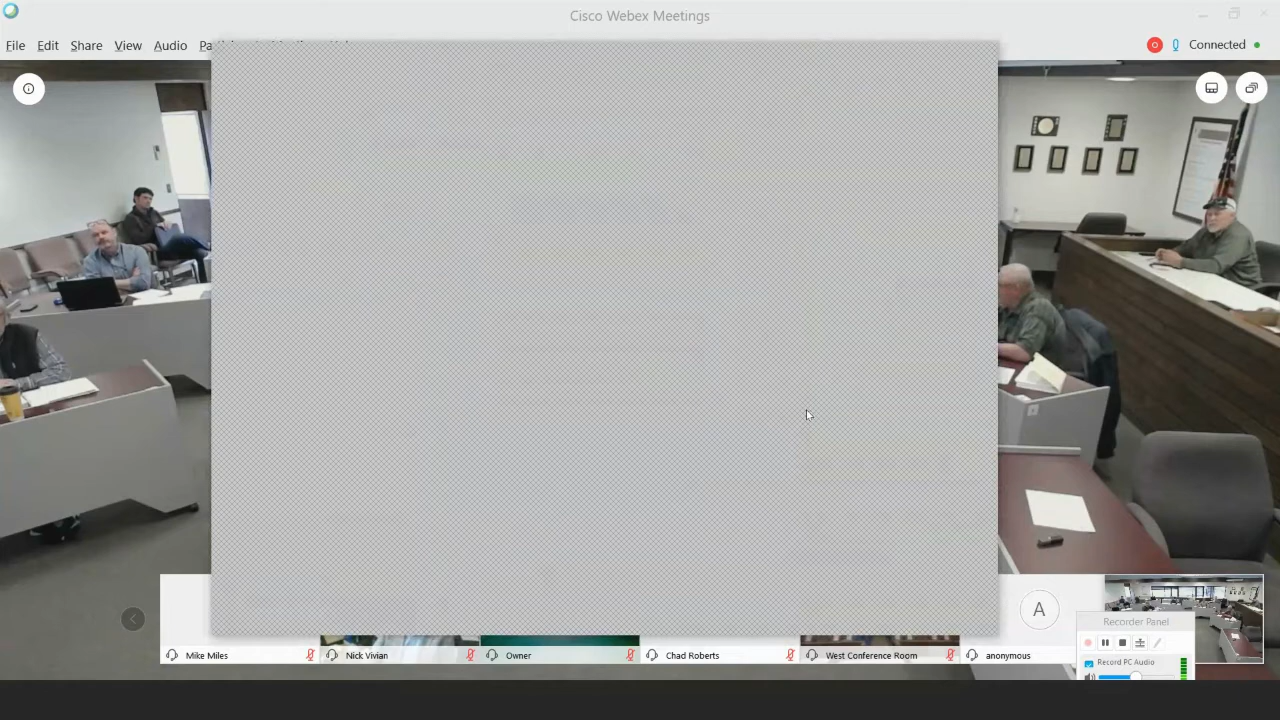 Cisco Webex Meetings
File Edit Share View Audio Pa
Connected
A
Mike Miles
Nick Vivian
Owner
Chad Roberts
West Conference Room
anonymous
Recorder Panel
Record PC Audio